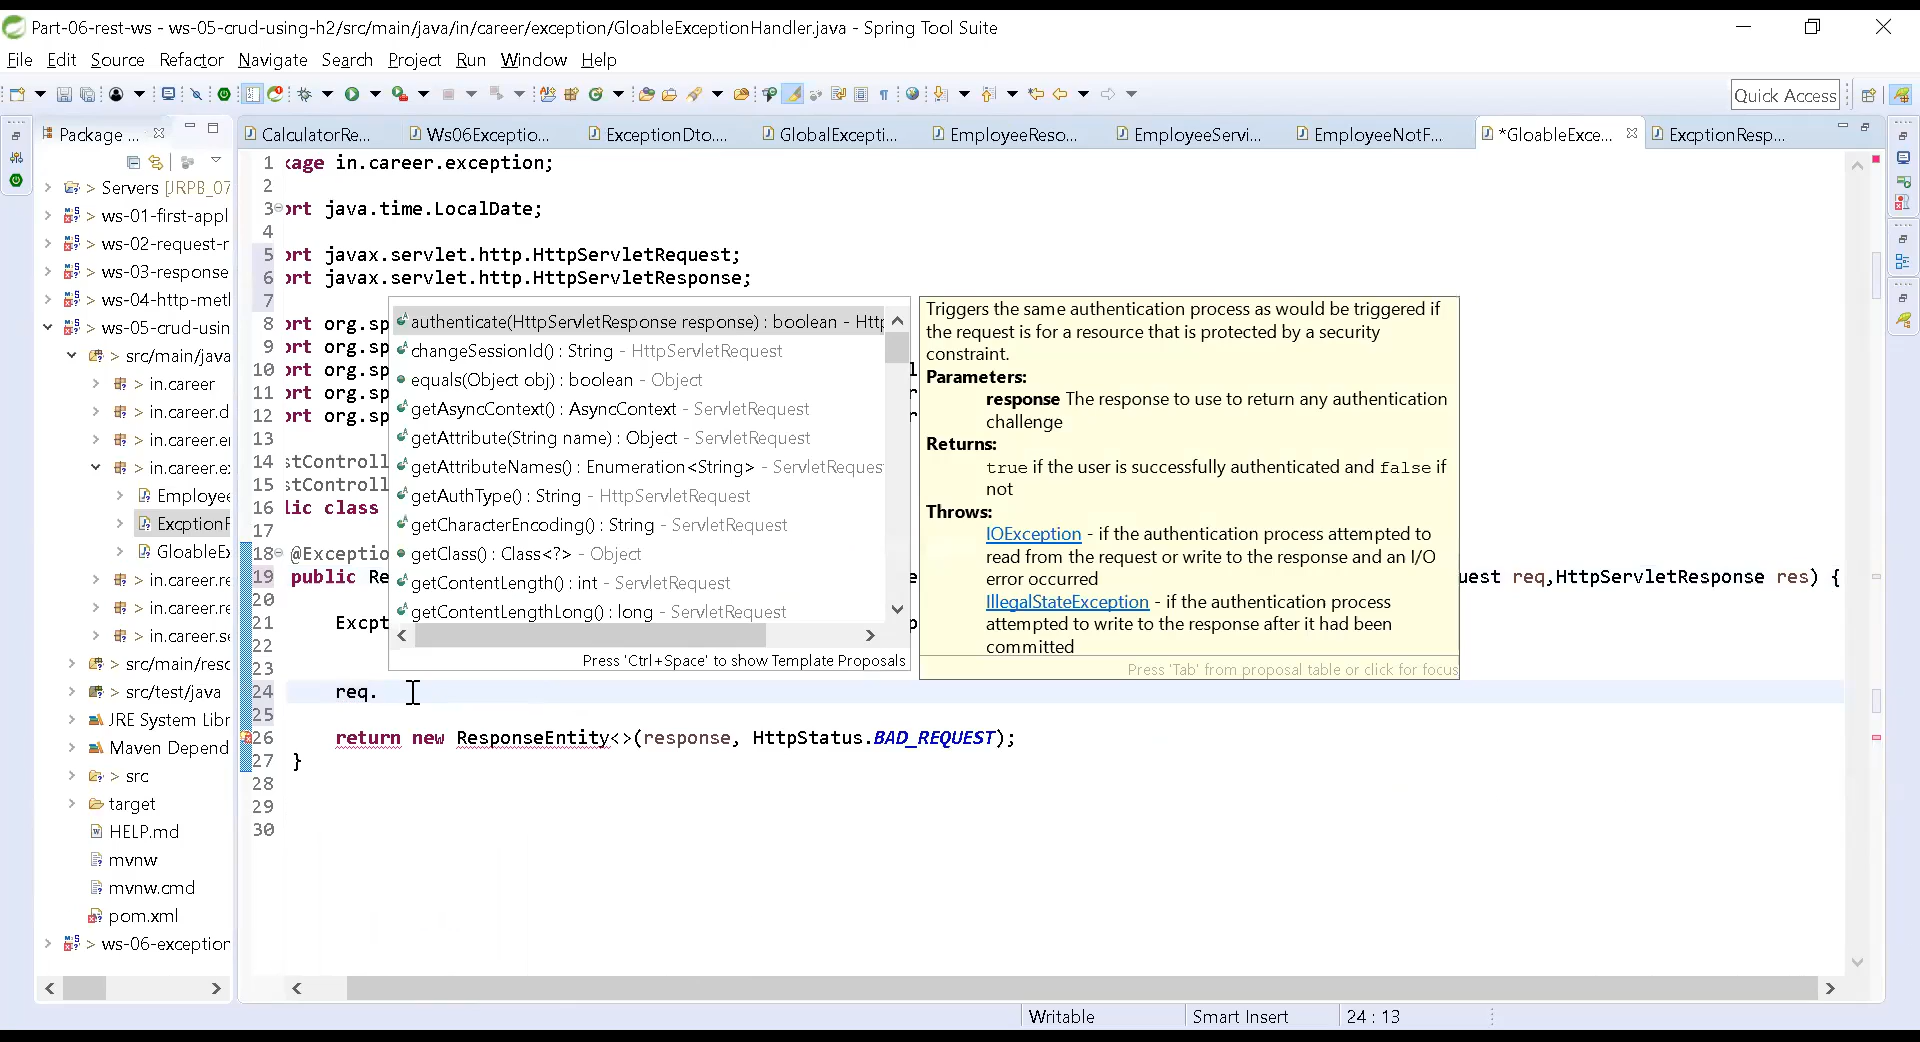 Part-06-rest-ws - ws-05-crud-using-h2/src/main/java/in/career/exception/GloableExceptionHandler.java - Spring Tool Suite
File Edit Source Refactor Navigate Search Project Run Window Help
Quick Access
Package ...
CalculatorRe... Ws06Exceptio... ExceptionDto.... GlobalExcepti... EmployeeReso... EmployeeServi... EmployeeNotF... *GloableExce... ExcptionResp...
> Servers [JRPB_07
> ws-01-first-appl
> ws-02-request-r
> ws-03-response
> ws-04-http-metl
> ws-05-crud-usin
> src/main/java
> in.career
> in.career.d
> in.career.er
> in.career.e
Employee
ExcptionF
GloableEx
> in.career.re
> in.career.re
> in.career.se
> src/main/reso
> src/test/java
JRE System Libr
Maven Depend
> src
target
HELP.md
mvnw
mvnw.cmd
pom.xml
> ws-06-exception
1 kage in.career.exception;
2
3 ort java.time.LocalDate;
4
5 ort javax.servlet.http.HttpServletRequest;
6 ort javax.servlet.http.HttpServletResponse;
7
8 ort org.sp
9 ort org.sp
10 ort org.sp
11 ort org.sp
12 ort org.sp
13
14 stControll
15 stControll
16 lic class
17
18 @Exceptio
19 public Re uest req,HttpServletResponse res) {
20
21 Excpt
22
23
24 req.
25
26 return new ResponseEntity<>(response, HttpStatus.BAD_REQUEST);
27 }
28
29
30
authenticate(HttpServletResponse response) : boolean - Http
changeSessionId() : String - HttpServletRequest
equals(Object obj) : boolean - Object
getAsyncContext() : AsyncContext - ServletRequest
getAttribute(String name) : Object - ServletRequest
getAttributeNames() : Enumeration<String> - ServletReques
getAuthType() : String - HttpServletRequest
getCharacterEncoding() : String - ServletRequest
getClass() : Class<?> - Object
getContentLength() : int - ServletRequest
getContentLengthLong() : long - ServletRequest
Press 'Ctrl+Space' to show Template Proposals
Triggers the same authentication process as would be triggered if
the request is for a resource that is protected by a security
constraint.
Parameters:
response The response to use to return any authentication
challenge
Returns:
true if the user is successfully authenticated and false if
not
Throws:
IOException - if the authentication process attempted to
read from the request or write to the response and an I/O
error occurred
IllegalStateException - if the authentication process
attempted to write to the response after it had been
committed
Press 'Tab' from proposal table or click for focus
Writable Smart Insert 24 : 13